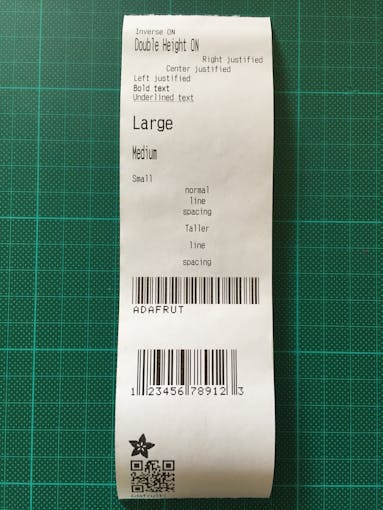 Inverse ON
Double Height ON
Right justified
Center justified
Left justified
Bold text
Underlined text
Large
Medium
Small
normal
line
spacing
Taller
line
spacing
ADAFRUT
1 23456 78912 3